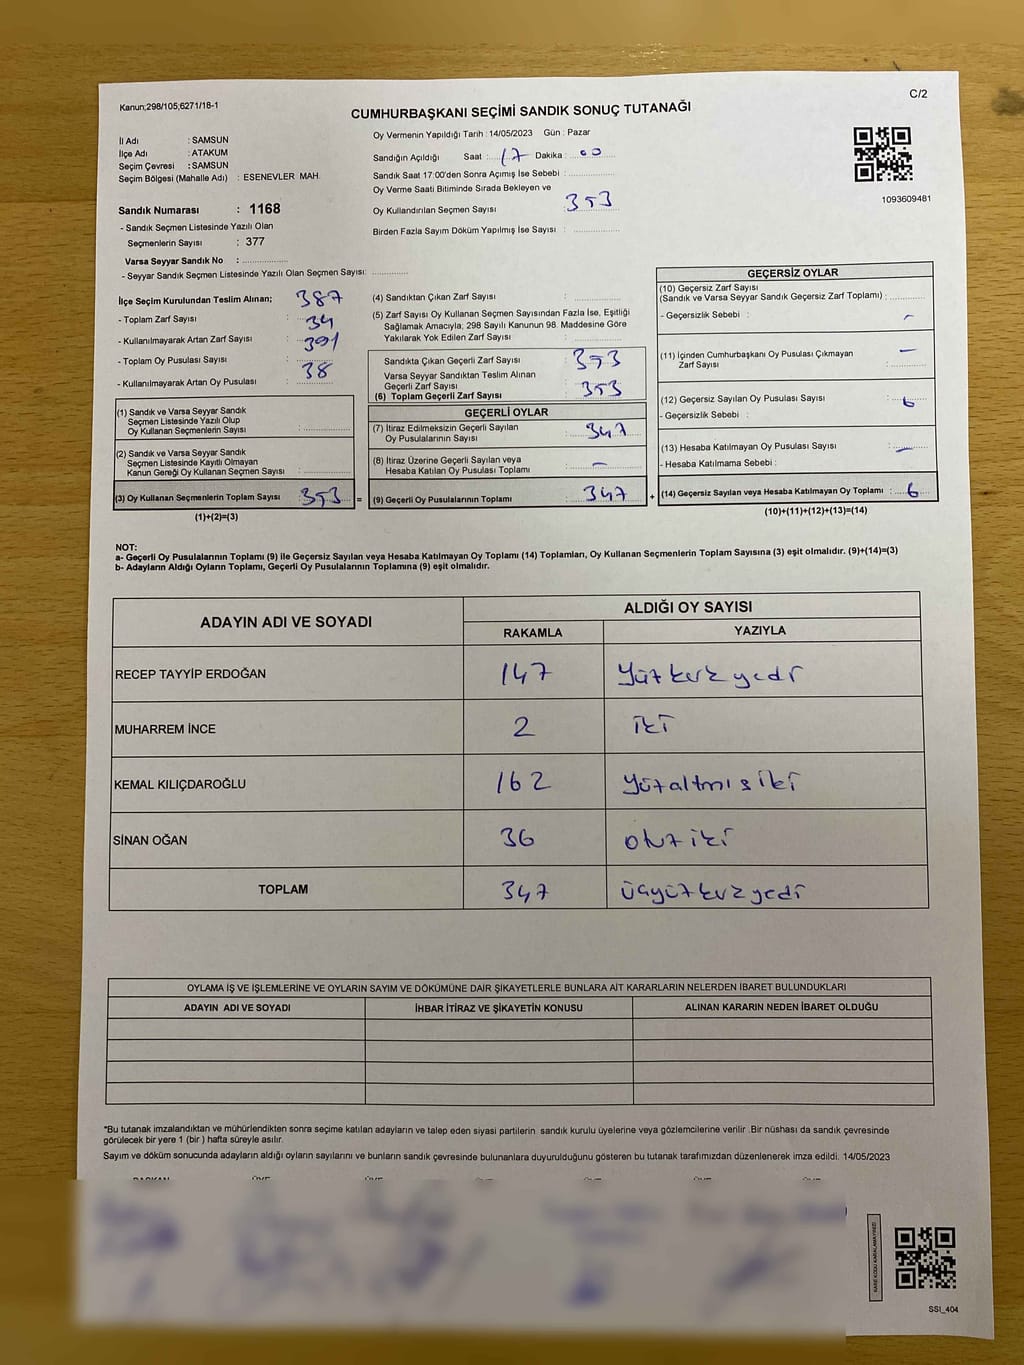 Kanun;298/105;6271/18-1
C/2
CUMHURBAŞKANI SEÇİMİ SANDIK SONUÇ TUTANAĞI
İl Adı : SAMSUN
İlçe Adı : ATAKUM
Seçim Çevresi : SAMSUN
Seçim Bölgesi (Mahalle Adı) : ESENEVLER MAH.
Sandık Numarası : 1168
- Sandık Seçmen Listesinde Yazılı Olan
Seçmenlerin Sayısı : 377
Varsa Seyyar Sandık No :
- Seyyar Sandık Seçmen Listesinde Yazılı Olan Seçmen Sayısı:
Oy Vermenin Yapıldığı Tarih : 14/05/2023 Gün : Pazar
Sandığın Açıldığı Saat : 17 Dakika : 00
Sandık Saat 17:00'den Sonra Açımış İse Sebebi :
Oy Verme Saati Bitiminde Sırada Bekleyen ve
Oy Kullandırılan Seçmen Sayısı : 353
Birden Fazla Sayım Döküm Yapılmış İse Sayısı :
1093609481
İlçe Seçim Kurulundan Teslim Alınan;
- Toplam Zarf Sayısı : 387
- Kullanılmayarak Artan Zarf Sayısı : 34
- Toplam Oy Pusulası Sayısı : 391
- Kullanılmayarak Artan Oy Pusulası : 38
(1) Sandık ve Varsa Seyyar Sandık
Seçmen Listesinde Yazılı Olup
Oy Kullanan Seçmenlerin Sayısı :
(2) Sandık ve Varsa Seyyar Sandık
Seçmen Listesinde Kayıtlı Olmayan
Kanun Gereği Oy Kullanan Seçmen Sayısı :
(3) Oy Kullanan Seçmenlerin Toplam Sayısı : 353 =
(1)+(2)=(3)
(4) Sandıktan Çıkan Zarf Sayısı :
(5) Zarf Sayısı Oy Kullanan Seçmen Sayısından Fazla İse, Eşitliği
Sağlamak Amacıyla; 298 Sayılı Kanunun 98. Maddesine Göre
Yakılarak Yok Edilen Zarf Sayısı :
Sandıkta Çıkan Geçerli Zarf Sayısı : 353
Varsa Seyyar Sandıktan Teslim Alınan
Geçerli Zarf Sayısı :
(6) Toplam Geçerli Zarf Sayısı : 353
GEÇERLİ OYLAR
(7) İtiraz Edilmeksizin Geçerli Sayılan
Oy Pusulalarının Sayısı : 347
(8) İtiraz Üzerine Geçerli Sayılan veya
Hesaba Katılan Oy Pusulası Toplamı : –
(9) Geçerli Oy Pusulalarının Toplamı : 347 +
GEÇERSİZ OYLAR
(10) Geçersiz Zarf Sayısı
(Sandık ve Varsa Seyyar Sandık Geçersiz Zarf Toplamı) :
- Geçersizlik Sebebi : –
(11) İçinden Cumhurbaşkanı Oy Pusulası Çıkmayan
Zarf Sayısı : –
(12) Geçersiz Sayılan Oy Pusulası Sayısı : 6
- Geçersizlik Sebebi :
(13) Hesaba Katılmayan Oy Pusulası Sayısı : –
- Hesaba Katılmama Sebebi :
(14) Geçersiz Sayılan veya Hesaba Katılmayan Oy Toplamı : 6
(10)+(11)+(12)+(13)=(14)
NOT:
a- Geçerli Oy Pusulalarının Toplamı (9) ile Geçersiz Sayılan veya Hesaba Katılmayan Oy Toplamı (14) Toplamları, Oy Kullanan Seçmenlerin Toplam Sayısına (3) eşit olmalıdır. (9)+(14)=(3)
b- Adayların Aldığı Oyların Toplamı, Geçerli Oy Pusulalarının Toplamına (9) eşit olmalıdır.
ADAYIN ADI VE SOYADI ALDIĞI OY SAYISI
RAKAMLA YAZIYLA
RECEP TAYYİP ERDOĞAN 147 Yüzkırkyedi
MUHARREM İNCE 2 iki
KEMAL KILIÇDAROĞLU 162 Yüzaltmışiki
SİNAN OĞAN 36 otuziki
TOPLAM 347 üçyüzkırkyedi
OYLAMA İŞ VE İŞLEMLERİNE VE OYLARIN SAYIM VE DÖKÜMÜNE DAİR ŞİKAYETLERLE BUNLARA AİT KARARLARIN NELERDEN İBARET BULUNDUKLARI
ADAYIN ADI VE SOYADI İHBAR İTİRAZ VE ŞİKAYETİN KONUSU ALINAN KARARIN NEDEN İBARET OLDUĞU
*Bu tutanak imzalandıktan ve mühürlendikten sonra seçime katılan adayların ve talep eden siyasi partilerin sandık kurulu üyelerine veya gözlemcilerine verilir .Bir nüshası da sandık çevresinde
görülecek bir yere 1 (bir ) hafta süreyle asılır.
Sayım ve döküm sonucunda adayların aldığı oyların sayılarını ve bunların sandık çevresinde bulunanlara duyurulduğunu gösteren bu tutanak tarafımızdan düzenlenerek imza edildi. 14/05/2023
SSI_404